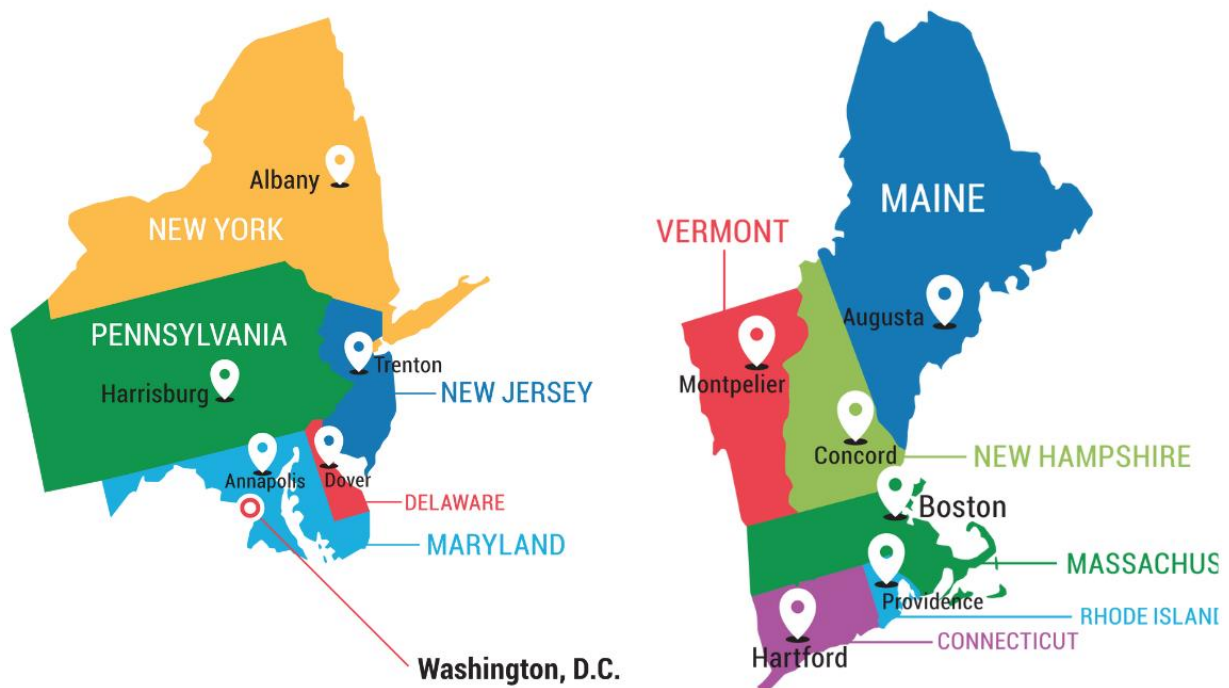 Albany
NEW YORK
PENNSYLVANIA
Harrisburg
Trenton
NEW JERSEY
Annapolis
Dover
DELAWARE
MARYLAND
Washington, D.C.
MAINE
VERMONT
Augusta
Montpelier
Concord
NEW HAMPSHIRE
Boston
MASSACHUS
Providence
RHODE ISLAND
CONNECTICUT
Hartford